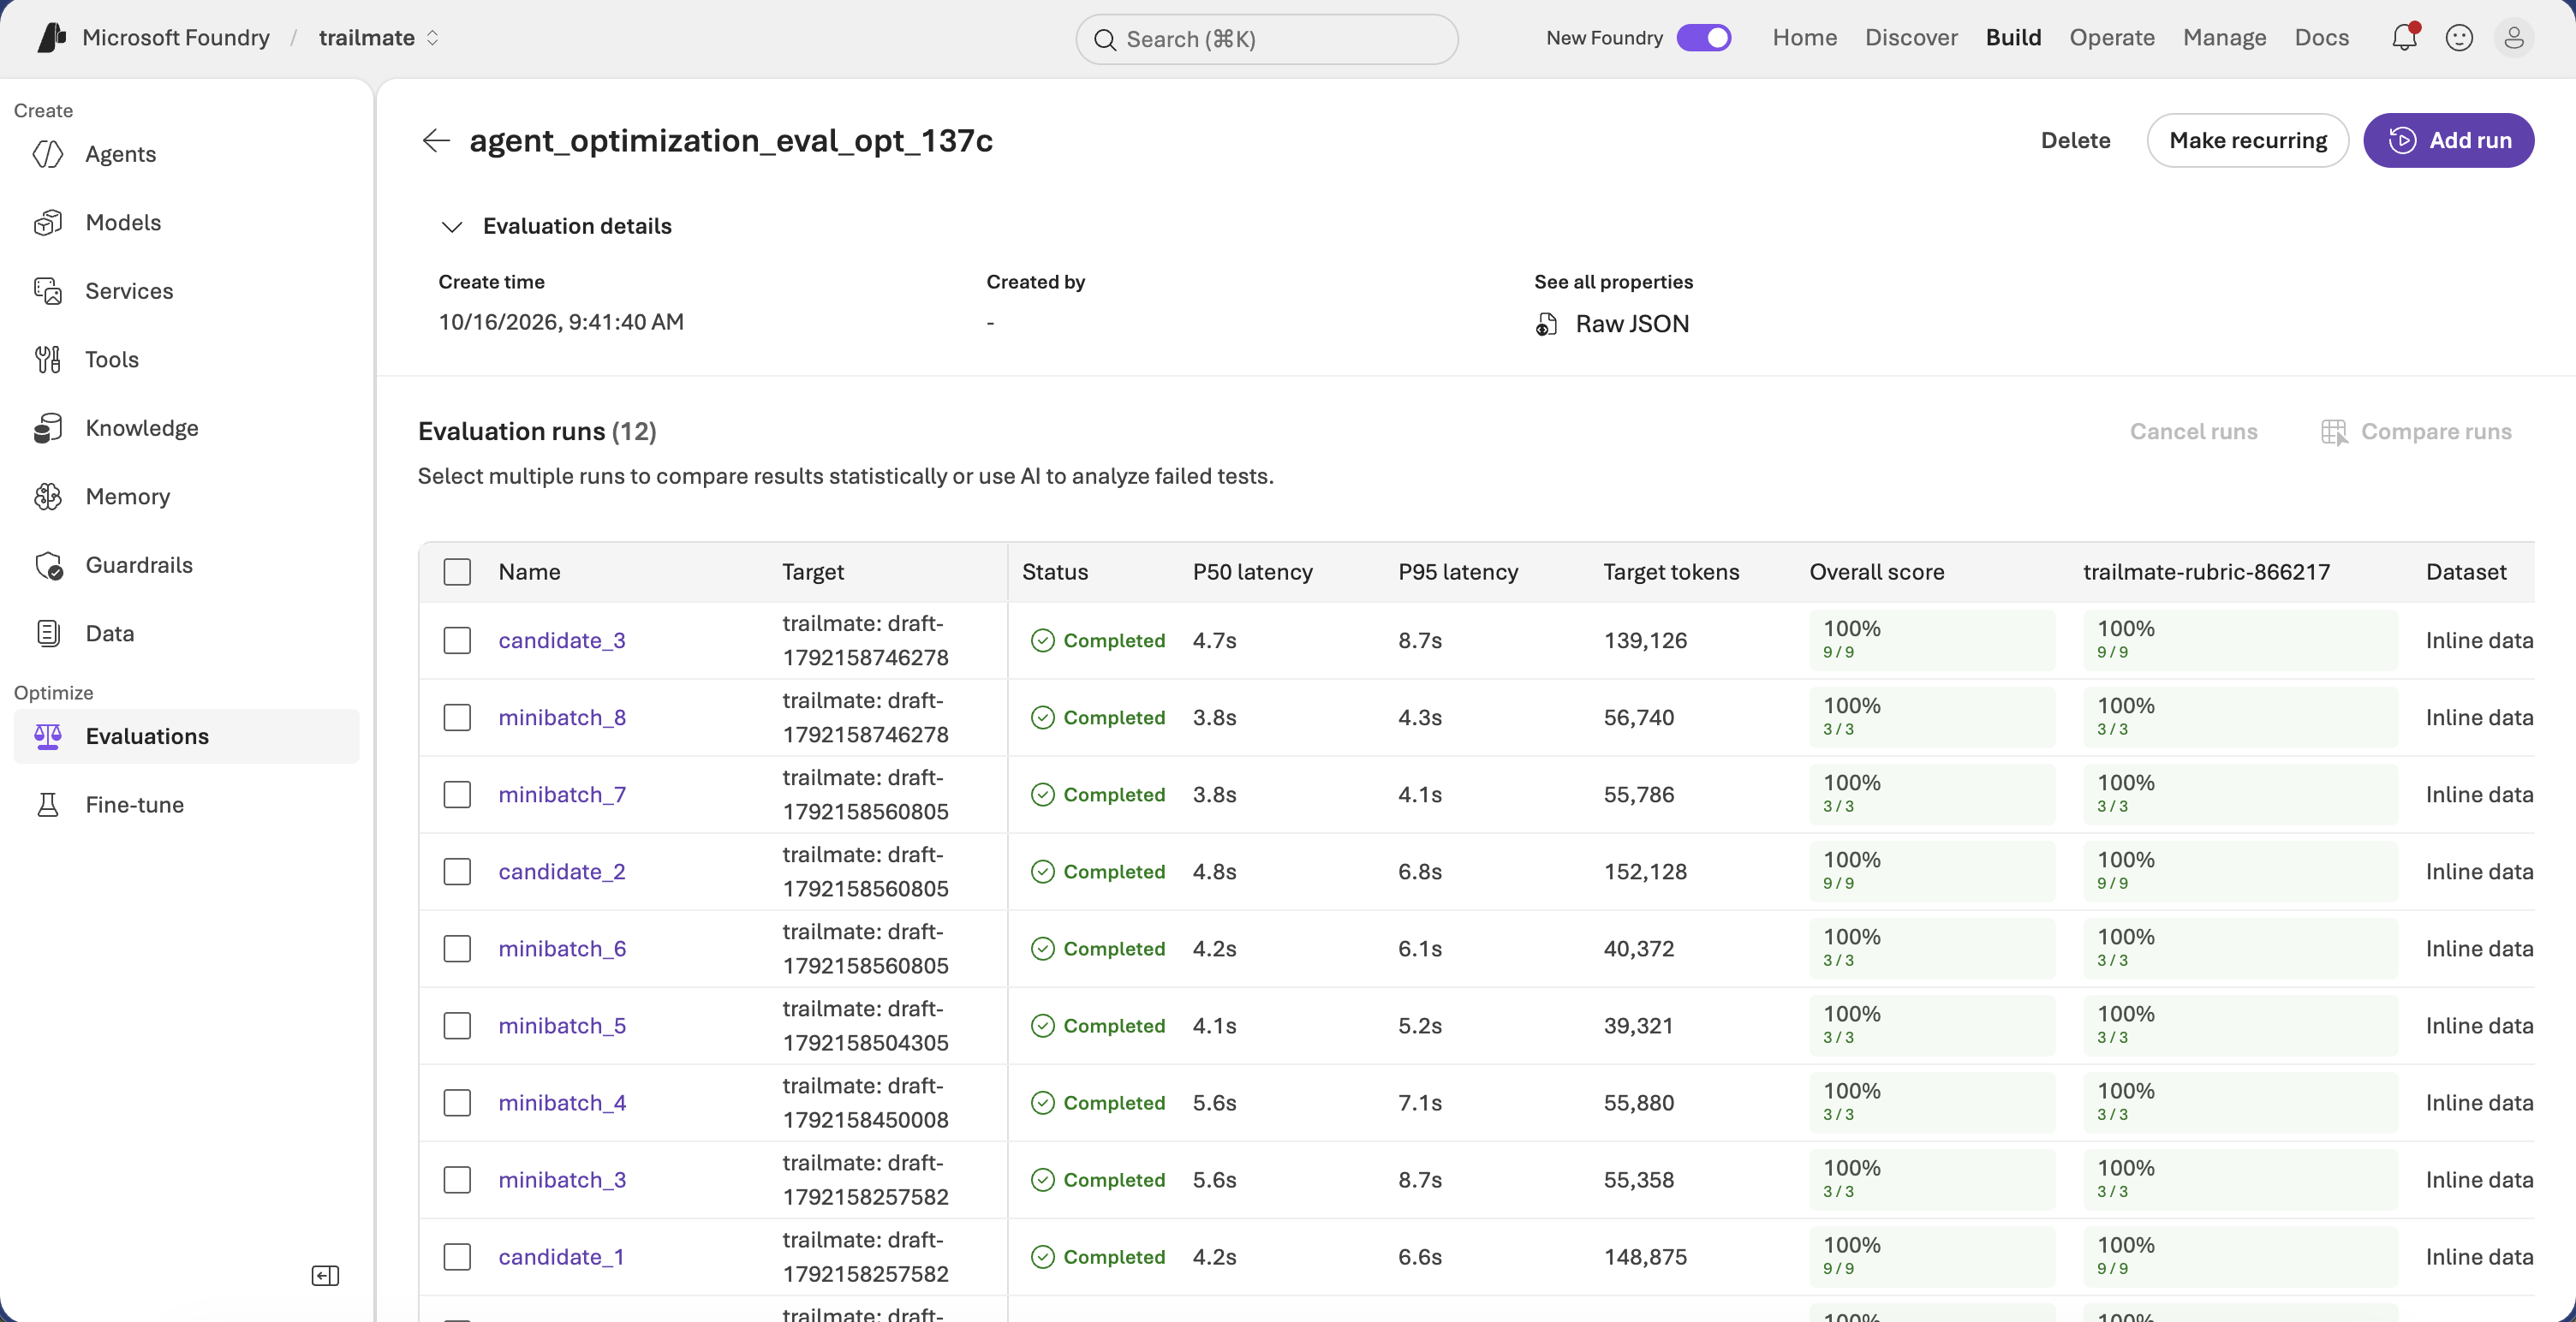 Microsoft Foundry / trailmate
Search (⌘K)
New Foundry
Home
Discover
Build
Operate
Manage
Docs
Create
Agents
Models
Services
Tools
Knowledge
Memory
Guardrails
Data
Optimize
Evaluations
Fine-tune
agent_optimization_eval_opt_137c
Delete
Make recurring
Add run
Evaluation details
Create time
10/16/2026, 9:41:40 AM
Created by
-
See all properties
Raw JSON
Evaluation runs (12)
Cancel runs
Compare runs
Select multiple runs to compare results statistically or use AI to analyze failed tests.
Name Target Status P50 latency P95 latency Target tokens Overall score trailmate-rubric-866217 Dataset
candidate_3 trailmate: draft-
1792158746278 Completed 4.7s 8.7s 139,126 100% 100% Inline data
9 / 9 9 / 9
minibatch_8 trailmate: draft-
1792158746278 Completed 3.8s 4.3s 56,740 100% 100% Inline data
3 / 3 3 / 3
minibatch_7 trailmate: draft-
1792158560805 Completed 3.8s 4.1s 55,786 100% 100% Inline data
3 / 3 3 / 3
candidate_2 trailmate: draft-
1792158560805 Completed 4.8s 6.8s 152,128 100% 100% Inline data
9 / 9 9 / 9
minibatch_6 trailmate: draft-
1792158560805 Completed 4.2s 6.1s 40,372 100% 100% Inline data
3 / 3 3 / 3
minibatch_5 trailmate: draft-
1792158504305 Completed 4.1s 5.2s 39,321 100% 100% Inline data
3 / 3 3 / 3
minibatch_4 trailmate: draft-
1792158450008 Completed 5.6s 7.1s 55,880 100% 100% Inline data
3 / 3 3 / 3
minibatch_3 trailmate: draft-
1792158257582 Completed 5.6s 8.7s 55,358 100% 100% Inline data
3 / 3 3 / 3
candidate_1 trailmate: draft-
1792158257582 Completed 4.2s 6.6s 148,875 100% 100% Inline data
9 / 9 9 / 9
trailmate: draft- 100% 100%